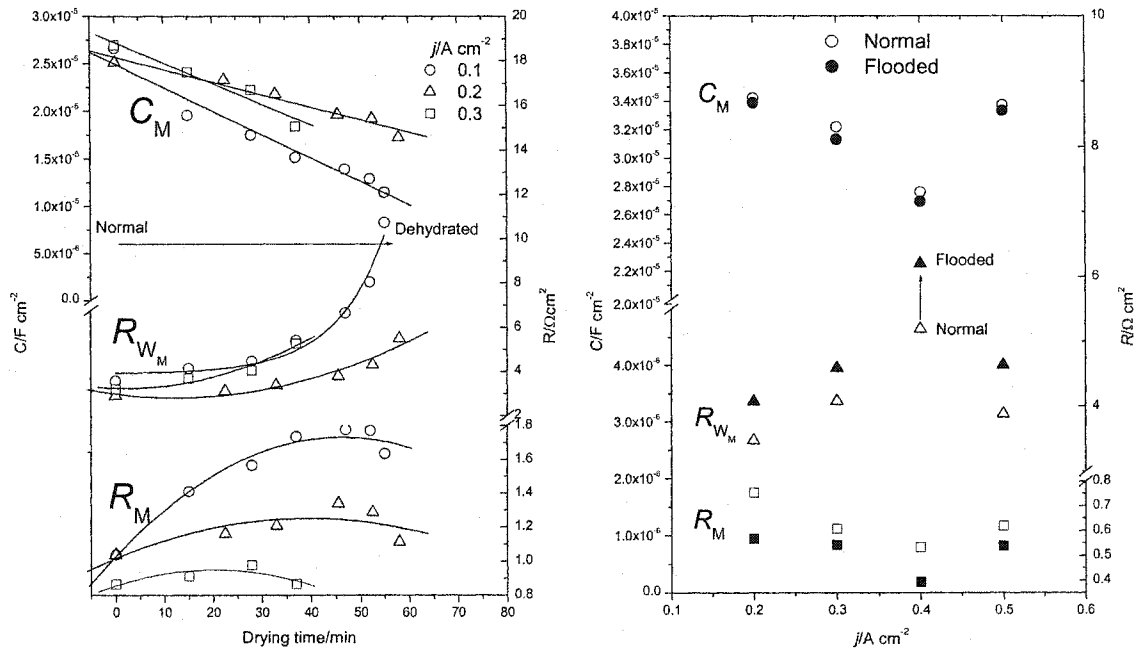 3.0x10⁻⁵
2.5x10⁻⁵
2.0x10⁻⁵
1.5x10⁻⁵
1.0x10⁻⁵
5.0x10⁻⁶
0.0
C/F cm⁻²
C_M
Normal
Dehydrated
R_W_M
R_M
j/A cm⁻²
0.1
0.2
0.3
20
18
16
14
12
10
8
6
4
2
1.8
1.6
1.4
1.2
1.0
0.8
R/Ωcm²
0 10 20 30 40 50 60 70 80
Drying time/min
4.0x10⁻⁵
3.8x10⁻⁵
3.6x10⁻⁵
3.4x10⁻⁵
3.2x10⁻⁵
3.0x10⁻⁵
2.8x10⁻⁵
2.6x10⁻⁵
2.4x10⁻⁵
2.2x10⁻⁵
2.0x10⁻⁵
4.0x10⁻⁶
3.0x10⁻⁶
2.0x10⁻⁶
1.0x10⁻⁶
0.0
C/F cm⁻²
Normal
Flooded
C_M
Flooded
Normal
R_W_M
R_M
10
8
6
4
0.8
0.7
0.6
0.5
0.4
R/Ω cm²
0.1 0.2 0.3 0.4 0.5 0.6
j/A cm⁻²